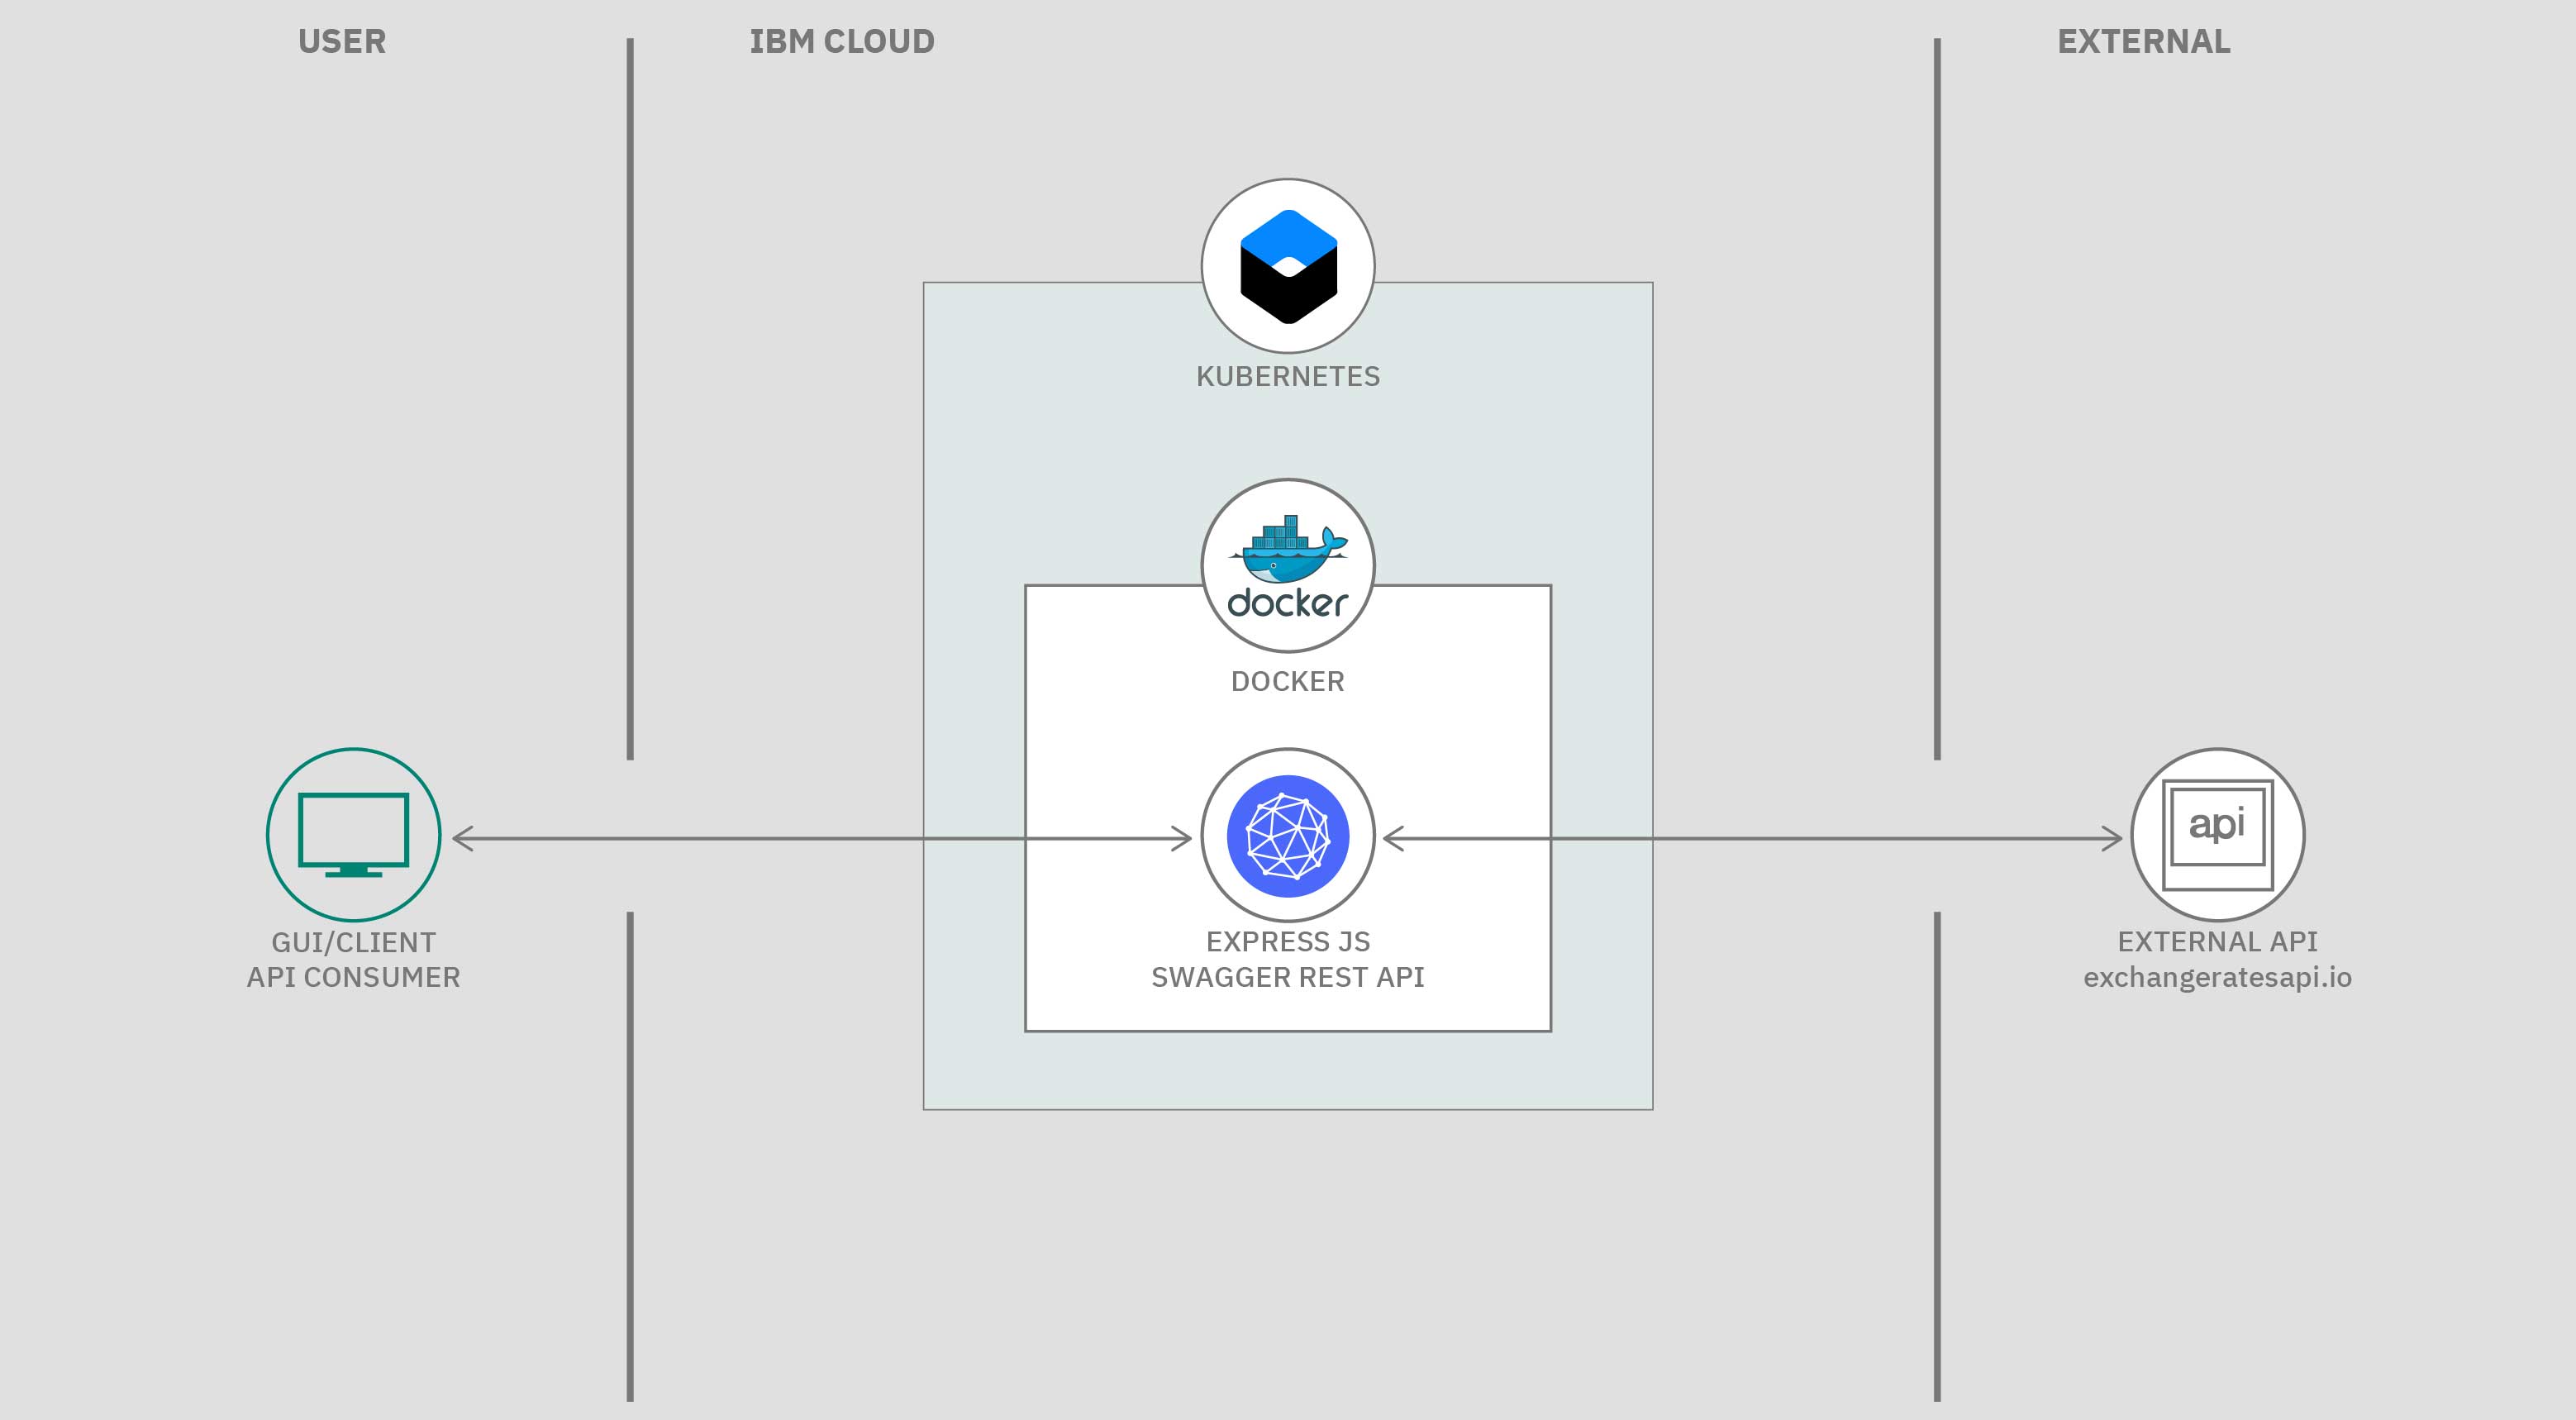 USER
IBM CLOUD
EXTERNAL
KUBERNETES
docker
DOCKER
api
GUI/CLIENT
API CONSUMER
EXPRESS JS
SWAGGER REST API
EXTERNAL API
exchangeratesapi.io